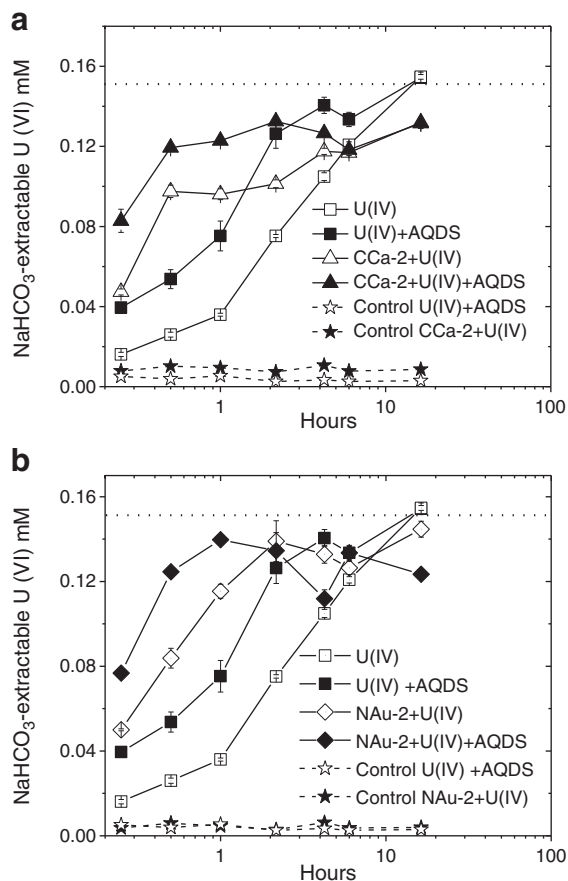 a
NaHCO3-extractable U (VI) mM
0.16
0.12
0.08
0.04
0.00
U(IV)
U(IV)+AQDS
CCa-2+U(IV)
CCa-2+U(IV)+AQDS
Control U(IV)+AQDS
Control CCa-2+U(IV)
1
10
100
Hours
b
NaHCO3-extractable U (VI) mM
0.16
0.12
0.08
0.04
0.00
U(IV)
U(IV) +AQDS
NAu-2+U(IV)
NAu-2+U(IV)+AQDS
Control U(IV) +AQDS
Control NAu-2+U(IV)
1
10
100
Hours